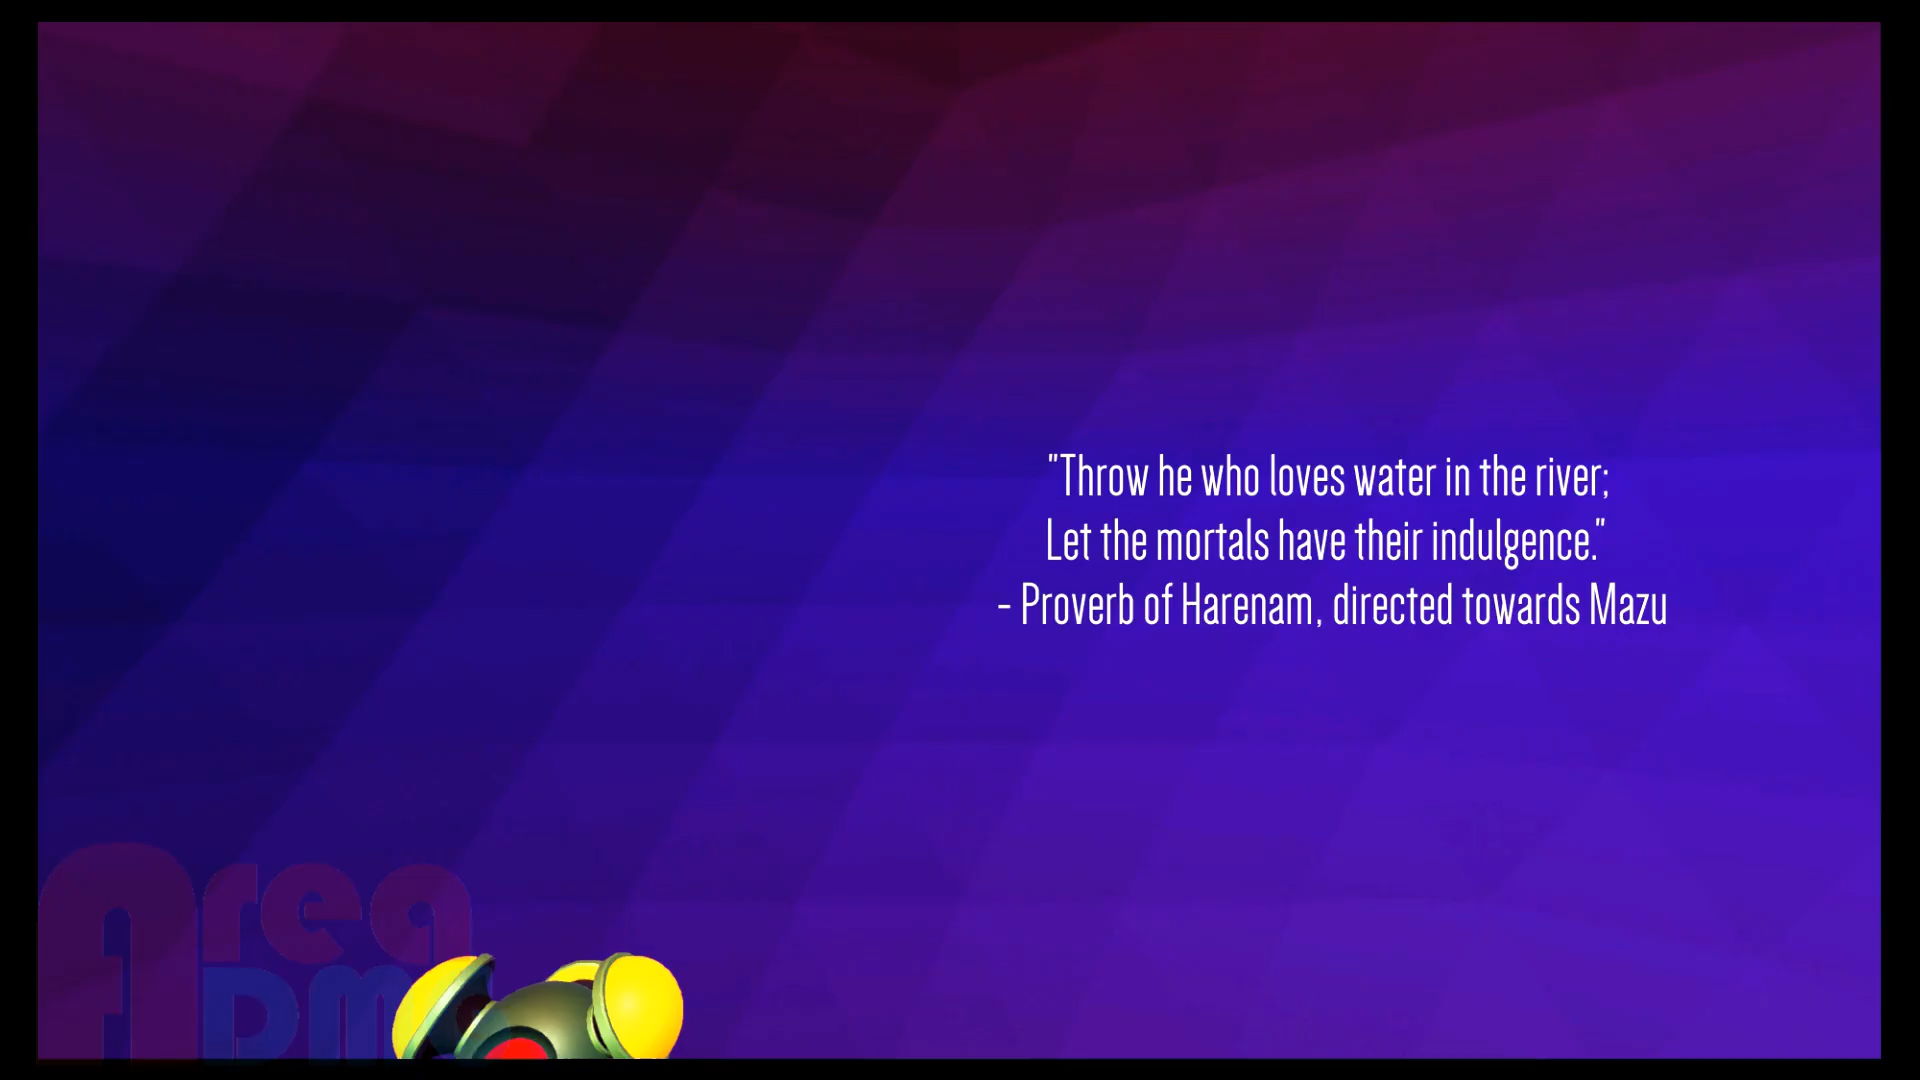 "Throw he who loves water in the river;
Let the mortals have their indulgence."
- Proverb of Harenam, directed towards Mazu
Area